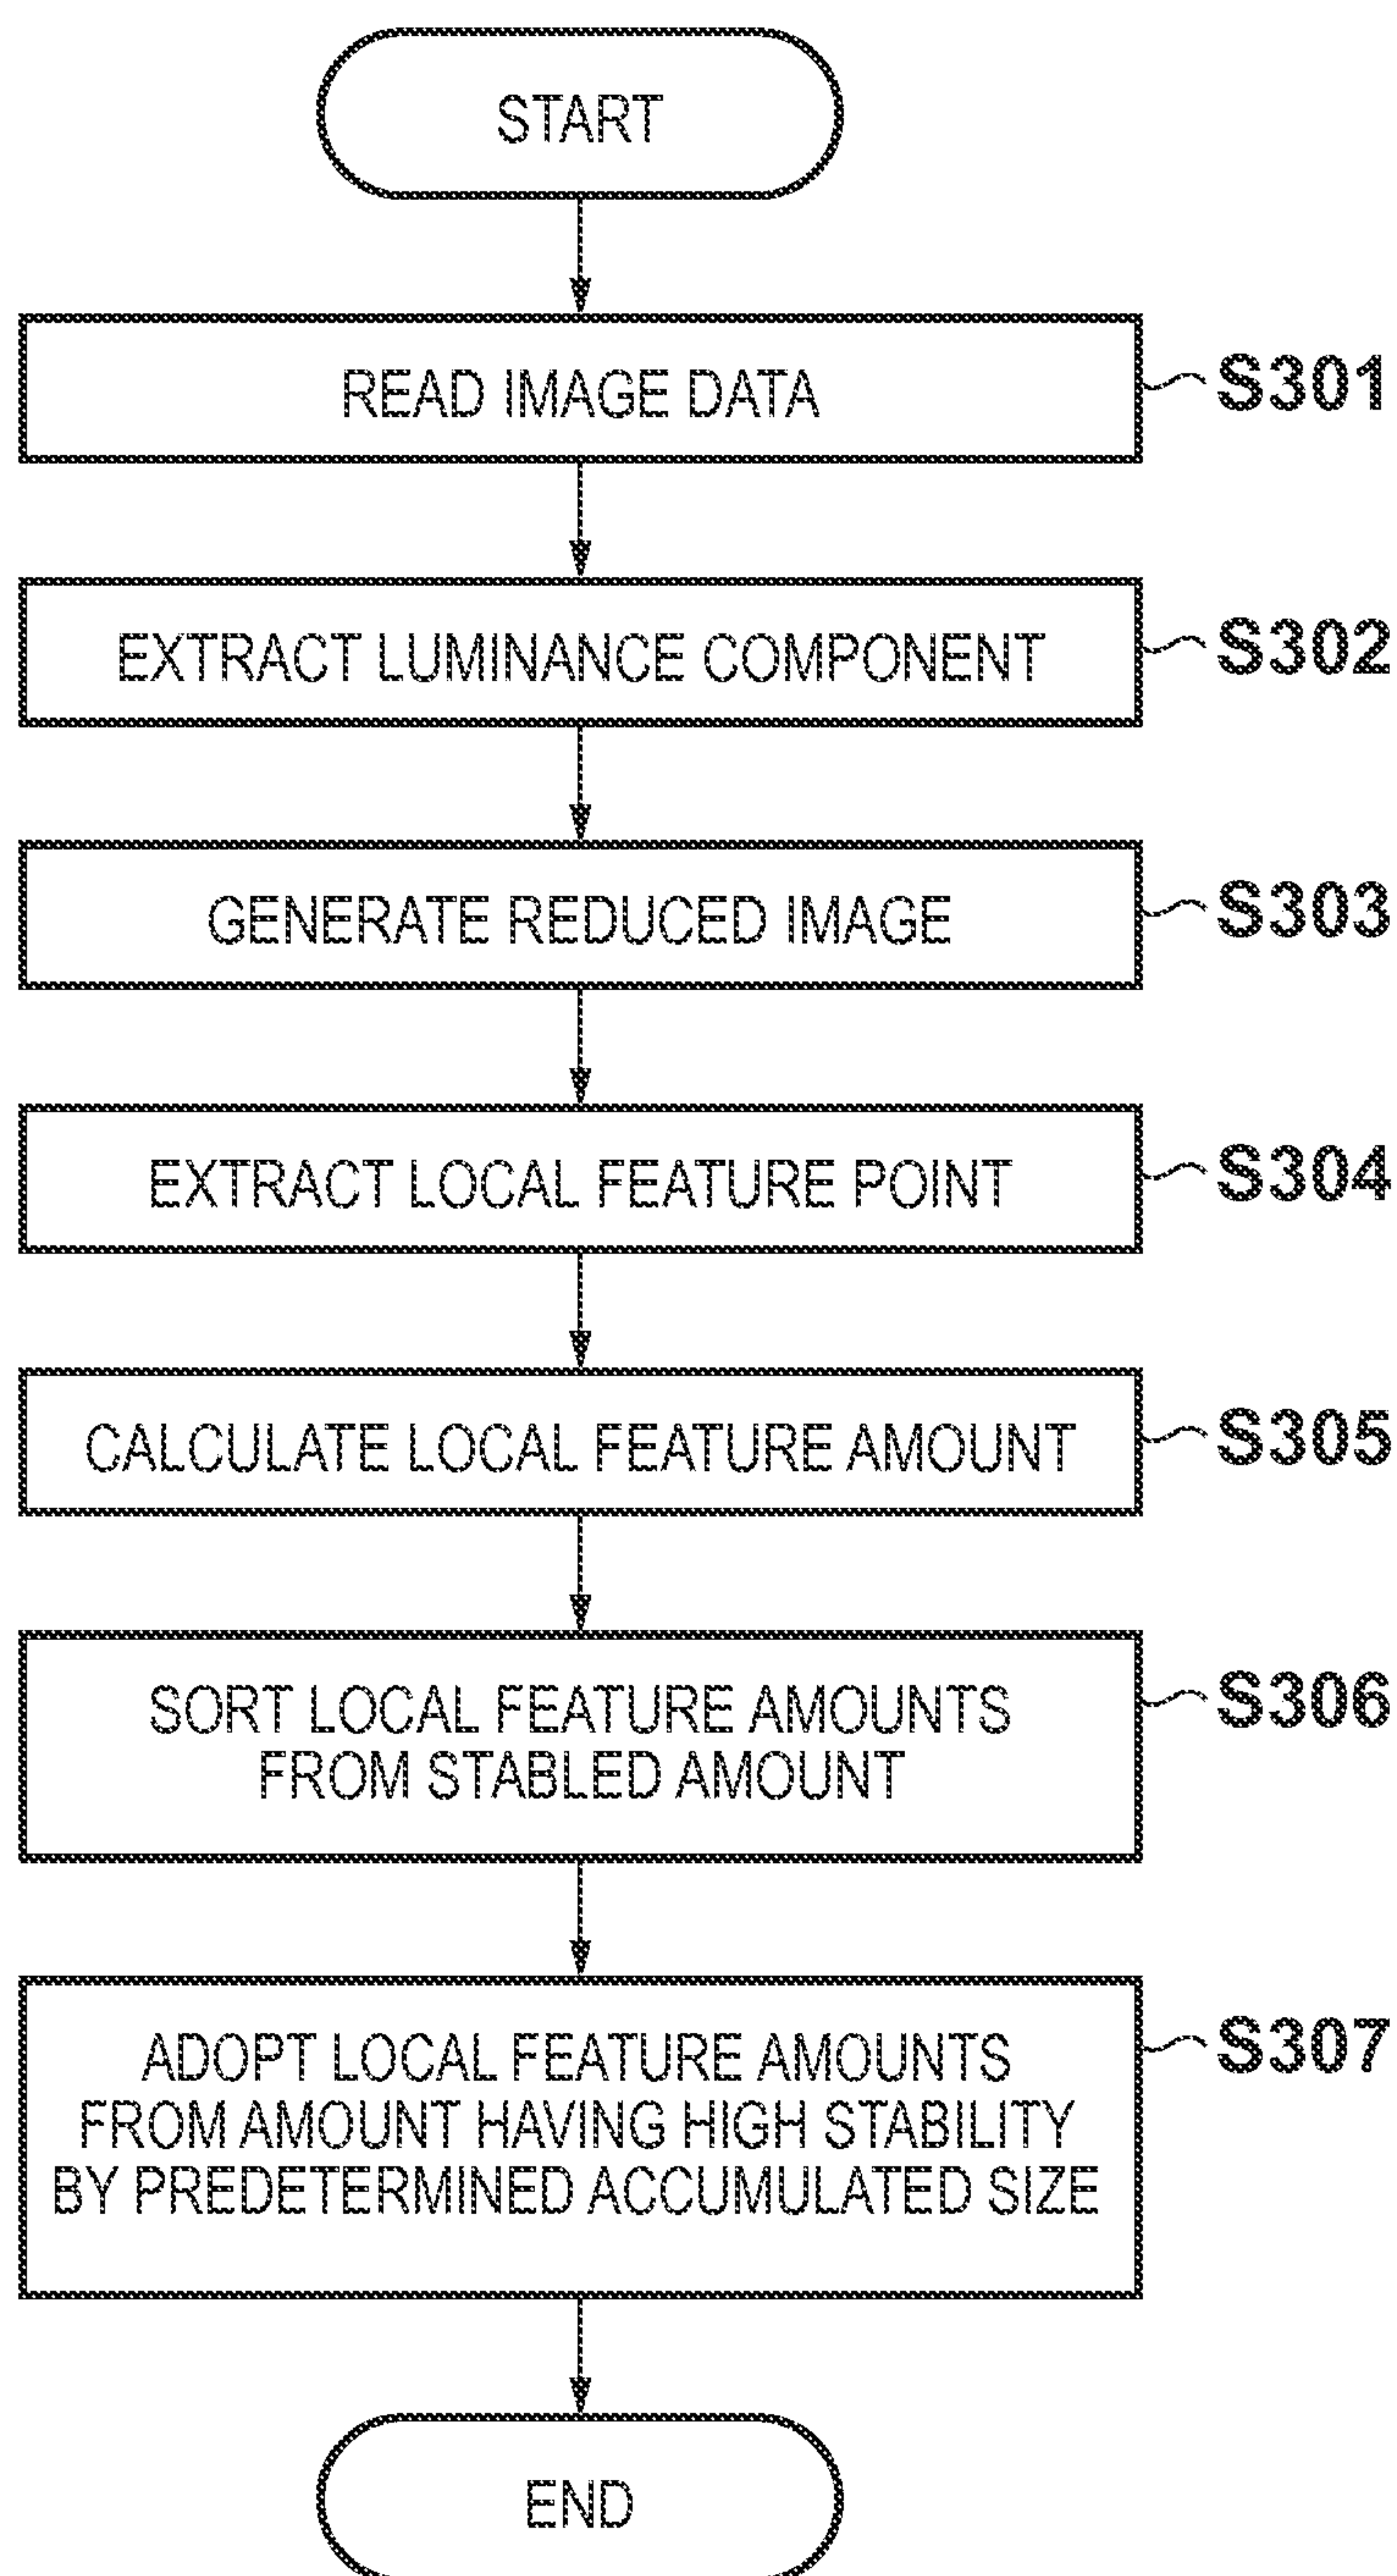 START
READ IMAGE DATA
S301
EXTRACT LUMINANCE COMPONENT
S302
GENERATE REDUCED IMAGE
S303
EXTRACT LOCAL FEATURE POINT
S304
CALCULATE LOCAL FEATURE AMOUNT
S305
SORT LOCAL FEATURE AMOUNTS
FROM STABLED AMOUNT
S306
ADOPT LOCAL FEATURE AMOUNTS
FROM AMOUNT HAVING HIGH STABILITY
BY PREDETERMINED ACCUMULATED SIZE
S307
END